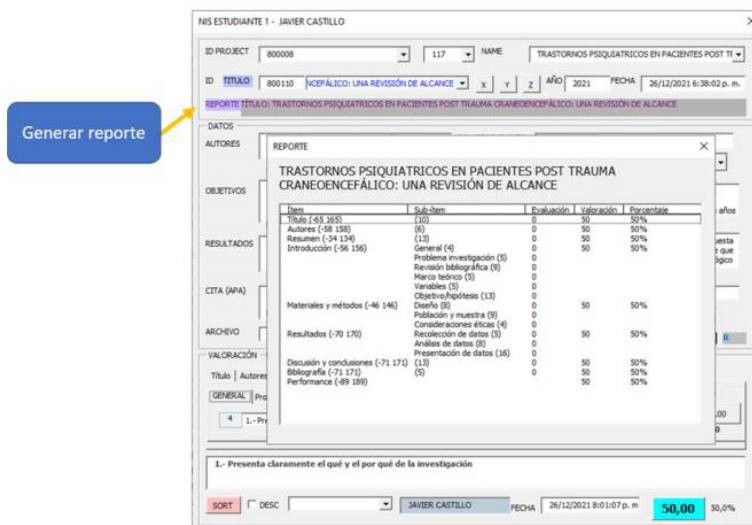 NIS ESTUDIANTE 1 - JAVIER CASTILLO
ID PROJECT 800008 117 NAME TRASTORNOS PSIQUIATRICOS EN PACIENTES POST TF
ID TITULO 800110 NCEFÁLICO: UNA REVISIÓN DE ALCANCE X Y Z AÑO 2021 FECHA 26/12/2021 6:38:02 p. m.
REPORTE TÍTULO: TRASTORNOS PSIQUIATRICOS EN PACIENTES POST TRAUMA CRANEOENCEFÁLICO: UNA REVISIÓN DE ALCANCE
Generar reporte
DATOS
AUTORES
OBJETIVOS
años
RESULTADOS
uesta
e que
ógico
CITA (APA)
ARCHIVO
R
REPORTE
TRASTORNOS PSIQUIATRICOS EN PACIENTES POST TRAUMA
CRANEOENCEFÁLICO: UNA REVISIÓN DE ALCANCE
Ítem Sub-ítem Evaluación Valoración Porcentaje
Título (-65 165) (10) 0 50 50%
Autores (-58 158) (6) 0 50 50%
Resumen (-34 134) (13) 0 50 50%
Introducción (-56 156) General (4) 0 50 50%
Problema investigación (5) 0
Revisión bibliográfica (9) 0
Marco teórico (5) 0
Variables (5) 0
Objetivo/hipótesis (13) 0
Materiales y métodos (-46 146) Diseño (8) 0 50 50%
Población y muestra (9) 0
Consideraciones éticas (4) 0
Resultados (-70 170) Recolección de datos (5) 0 50 50%
Análisis de datos (8) 0
Presentación de datos (16) 0
Discusión y conclusiones (-71 171) (13) 0 50 50%
Bibliografía (-71 171) (5) 0 50 50%
Performance (-89 189) 50 50%
VALORACIÓN
Título Autores
GENERAL Pro
4 1.- Pre
,00
1.- Presenta claramente el qué y el por qué de la investigación
SORT DESC JAVIER CASTILLO FECHA 26/12/2021 8:01:07 p. m 50,00 50,0%